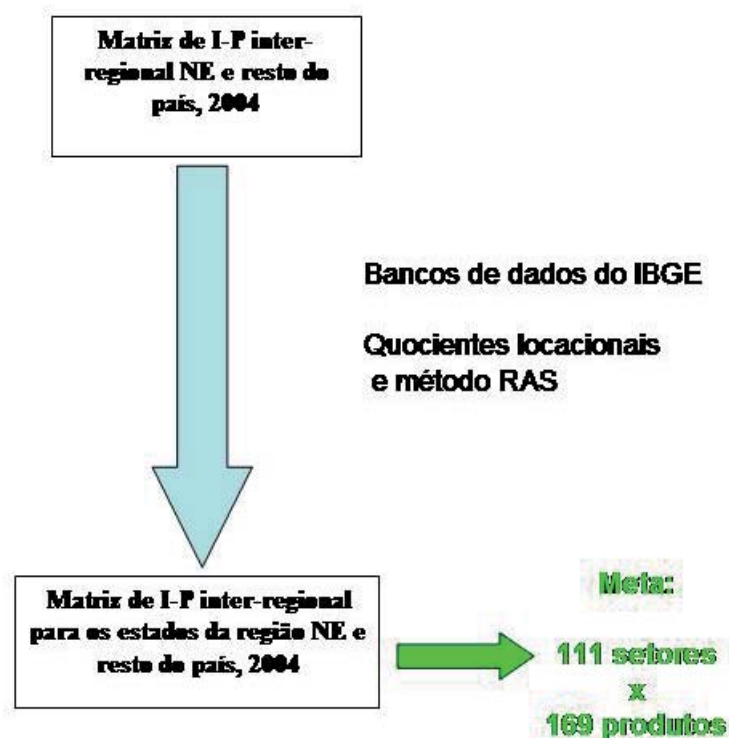 Matriz de I-P inter-
regional NE e resto do
país, 2004
Bancos de dados do IBGE
Quocientes locacionais
e método RAS
Matriz de I-P inter-regional
para os estados da região NE e
resto do país, 2004
Meta:
111 setores
x
169 produtos